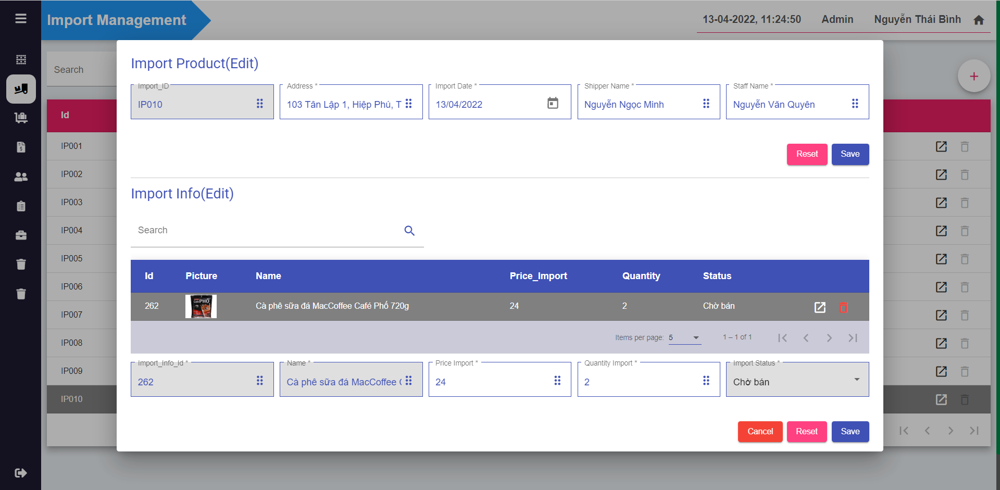 Import Management
13-04-2022, 11:24:50 Admin Nguyễn Thái Bình
Search
Id
IP001
IP002
IP003
IP004
IP005
IP006
IP007
IP008
IP009
IP010
Import Product(Edit)
Import_ID Address * Import Date * Shipper Name * Staff Name *
IP010 103 Tân Lập 1, Hiệp Phú, T 13/04/2022 Nguyễn Ngọc Minh Nguyễn Văn Quyên
Reset Save
Import Info(Edit)
Search
Id Picture Name Price_Import Quantity Status
262 CaféPHỐ Cà phê sữa đá MacCoffee Café Phố 720g 24 2 Chờ bán
Items per page: 5 1 – 1 of 1
Import_Info_Id * Name * Price Import * Quantity Import * Import Status *
262 Cà phê sữa đá MacCoffee 24 2 Chờ bán
Cancel Reset Save